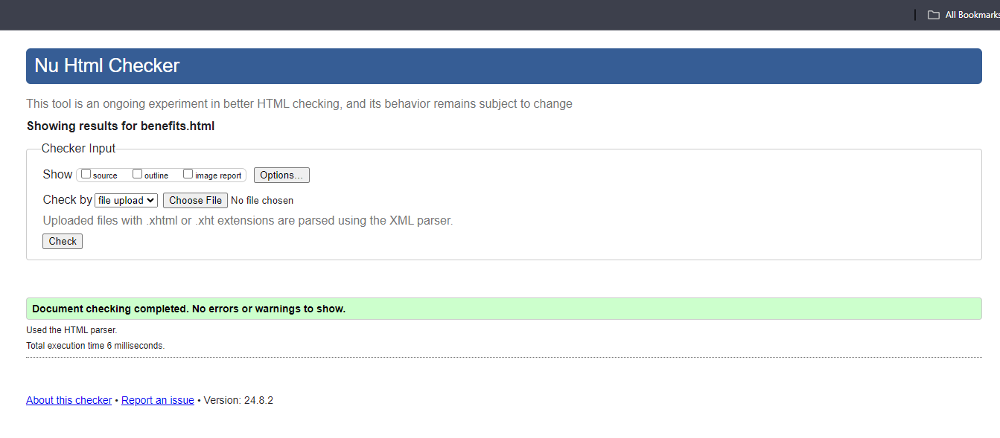 All Bookmarks
Nu Html Checker
This tool is an ongoing experiment in better HTML checking, and its behavior remains subject to change
Showing results for benefits.html
Checker Input
Show source outline image report Options...
Check by file upload Choose File No file chosen
Uploaded files with .xhtml or .xht extensions are parsed using the XML parser.
Check
Document checking completed. No errors or warnings to show.
Used the HTML parser.
Total execution time 6 milliseconds.
About this checker • Report an issue • Version: 24.8.2